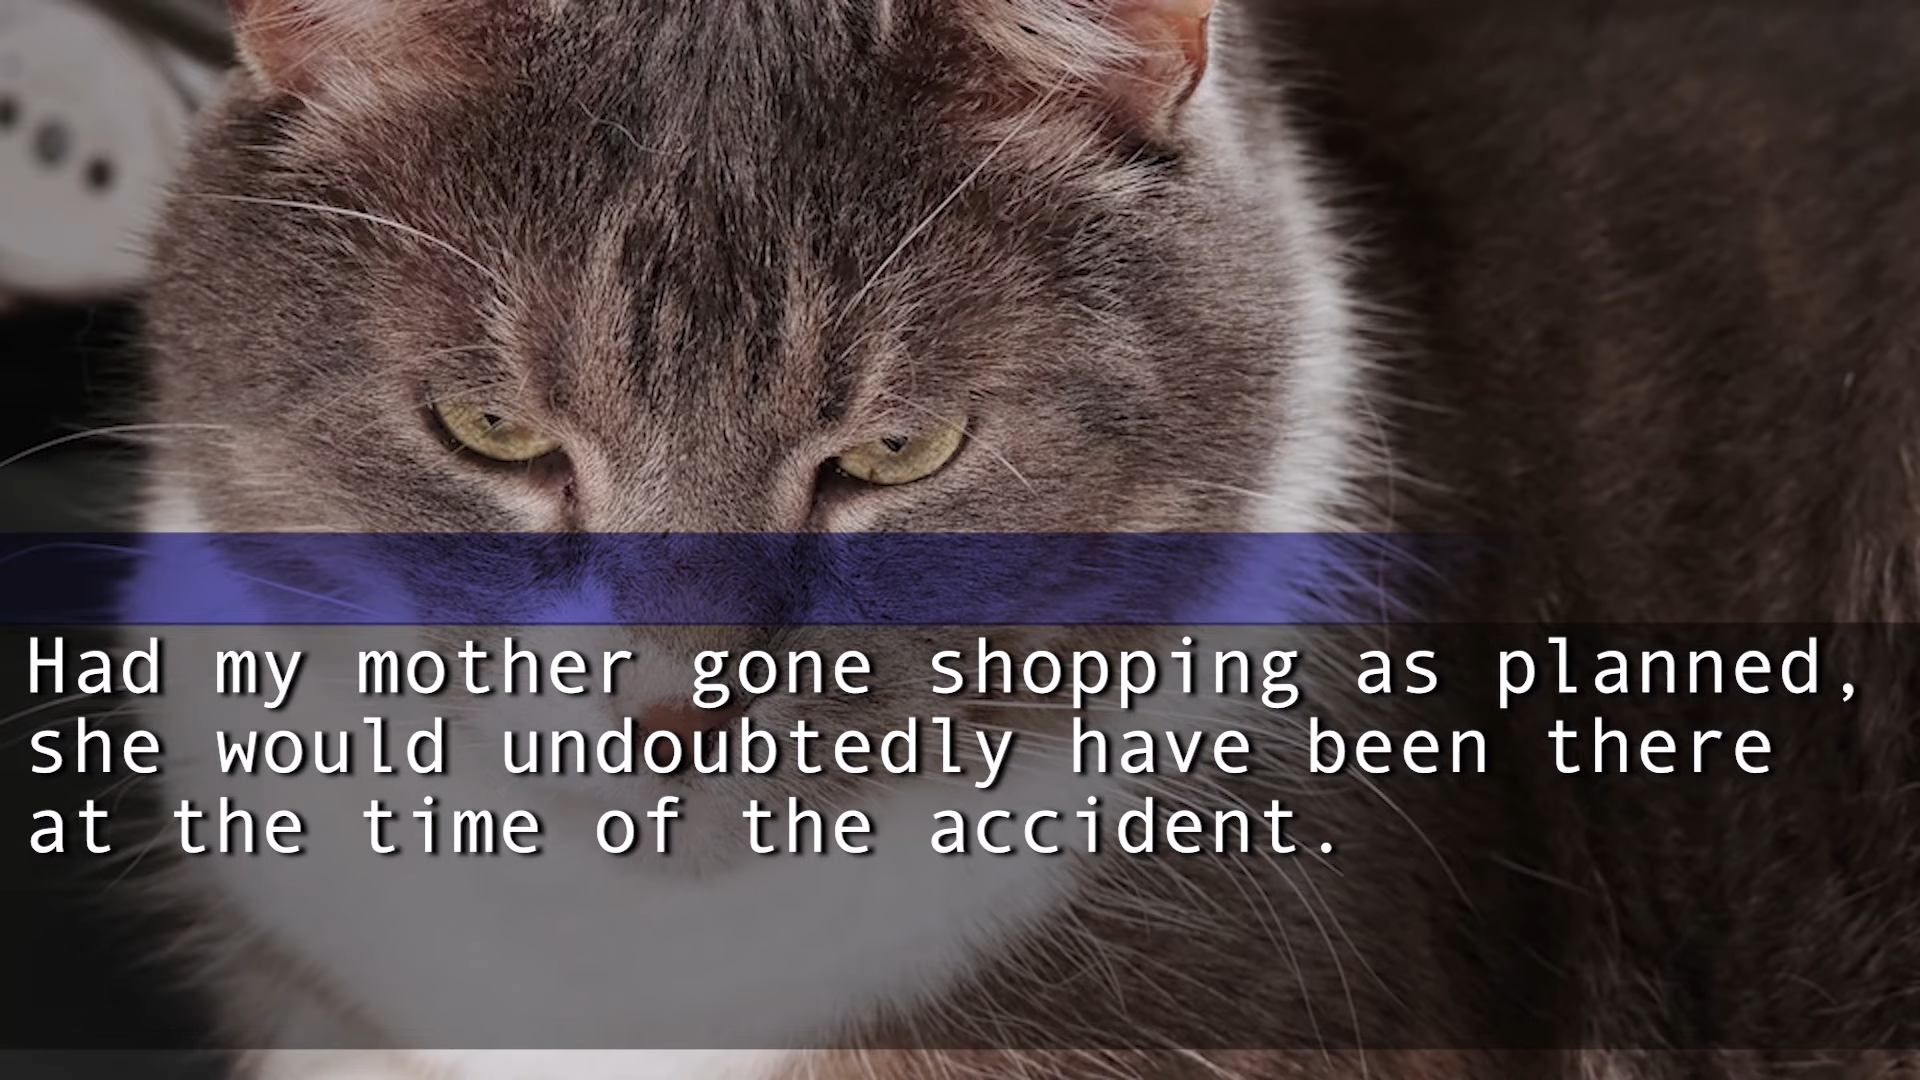 Had my mother gone shopping as planned,
she would undoubtedly have been there
at the time of the accident.